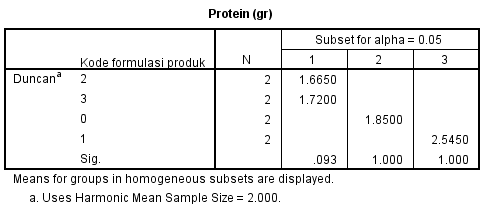 Protein (gr)
Kode formulasi produk N Subset for alpha = 0.05
1 2 3
Duncanᵃ 2 2 1.6650
3 2 1.7200
0 2 1.8500
1 2 2.5450
Sig. .093 1.000 1.000
Means for groups in homogeneous subsets are displayed.
a. Uses Harmonic Mean Sample Size = 2.000.